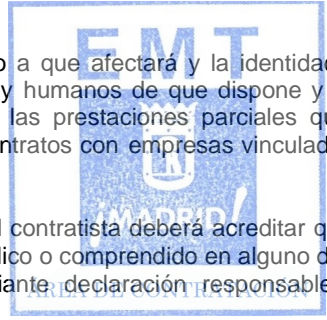 EMT
o a que afectará y la identidad
y humanos de que dispone y
las prestaciones parciales qu
ntratos con empresas vinculad
¡MADRID!
l contratista deberá acreditar q
lico o comprendido en alguno d
iante declaración responsable
ÁREA DE CONTRATACIÓN